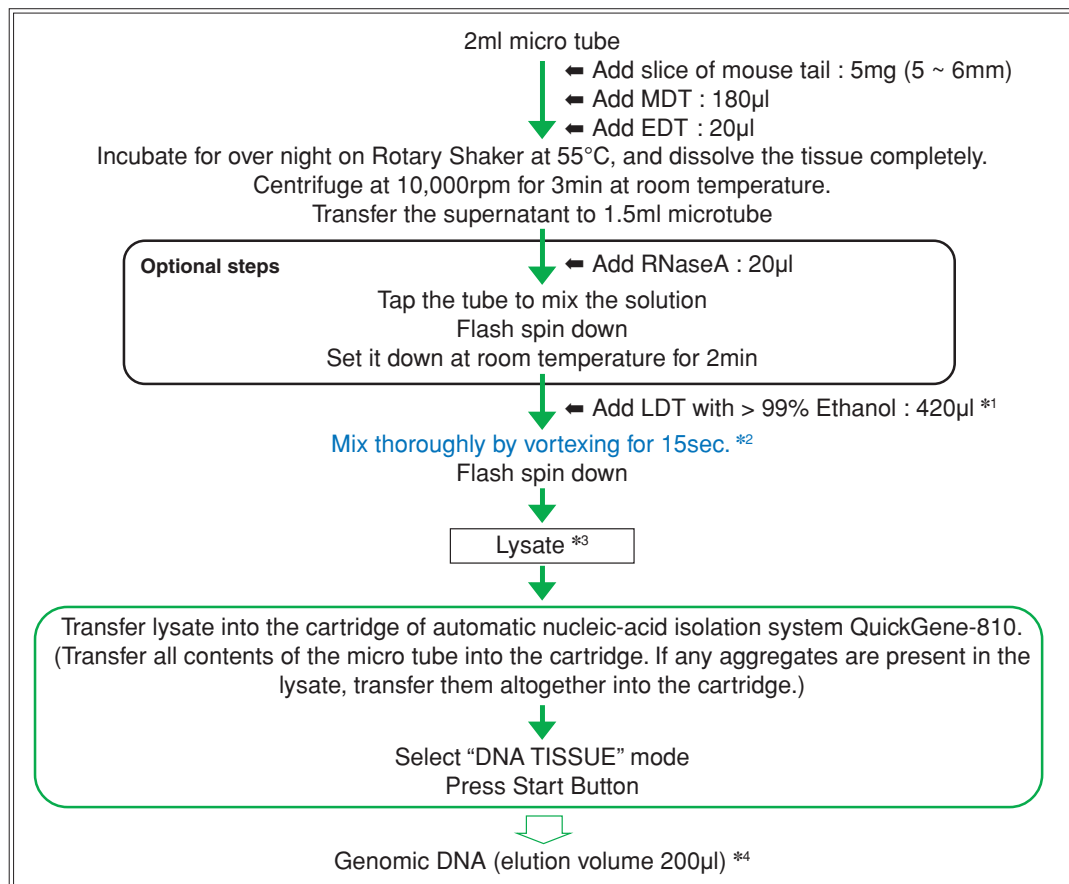 2ml micro tube
⬅ Add slice of mouse tail : 5mg (5 ~ 6mm)
⬅ Add MDT : 180µl
⬅ Add EDT : 20µl
Incubate for over night on Rotary Shaker at 55°C, and dissolve the tissue completely.
Centrifuge at 10,000rpm for 3min at room temperature.
Transfer the supernatant to 1.5ml microtube
Optional steps
⬅ Add RNaseA : 20µl
Tap the tube to mix the solution
Flash spin down
Set it down at room temperature for 2min
⬅ Add LDT with > 99% Ethanol : 420µl *1
Mix thoroughly by vortexing for 15sec. *2
Flash spin down
Lysate *3
Transfer lysate into the cartridge of automatic nucleic-acid isolation system QuickGene-810.
(Transfer all contents of the micro tube into the cartridge. If any aggregates are present in the
lysate, transfer them altogether into the cartridge.)
Select “DNA TISSUE” mode
Press Start Button
Genomic DNA (elution volume 200µl) *4